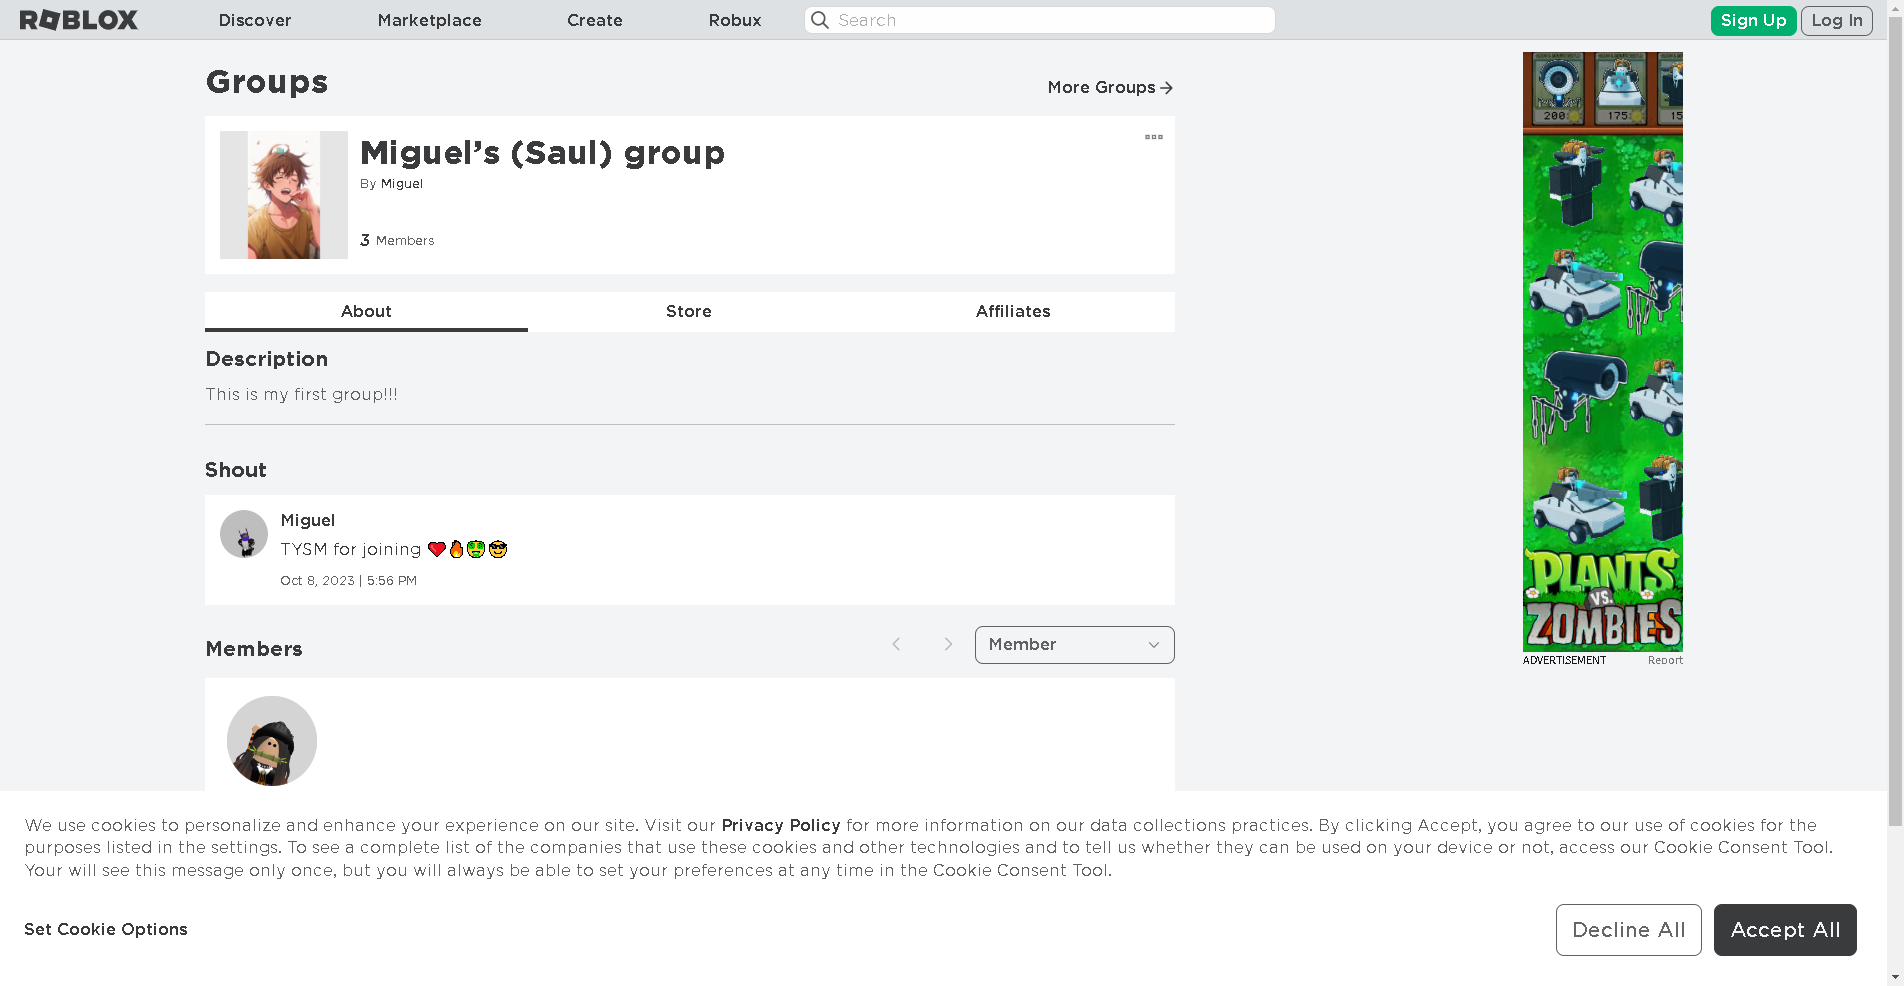 ROBLOX
Discover
Marketplace
Create
Robux
Search
Sign Up
Log In
Groups
More Groups
Miguel's (Saul) group
By Miguel
3 Members
About
Store
Affiliates
Description
This is my first group!!!
Shout
Miguel
TYSM for joining ❤🔥🤑😎
Oct 8, 2023 | 5:56 PM
Members
Member
200
175
15
PLANTS
VS.
ZOMBIES
ADVERTISEMENT
Report
We use cookies to personalize and enhance your experience on our site. Visit our Privacy Policy for more information on our data collections practices. By clicking Accept, you agree to our use of cookies for the
purposes listed in the settings. To see a complete list of the companies that use these cookies and other technologies and to tell us whether they can be used on your device or not, access our Cookie Consent Tool.
Your will see this message only once, but you will always be able to set your preferences at any time in the Cookie Consent Tool.
Set Cookie Options
Decline All
Accept All